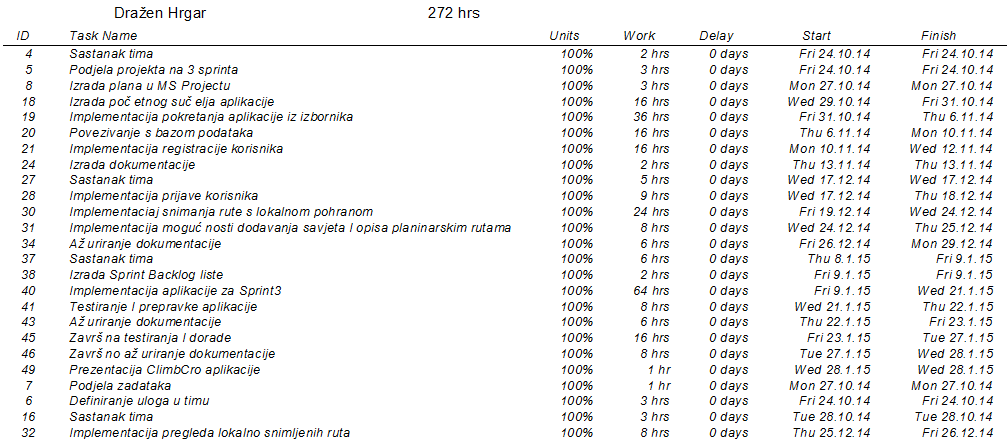 Dražen Hrgar 272 hrs
ID Task Name Units Work Delay Start Finish
4 Sastanak tima 100% 2 hrs 0 days Fri 24.10.14 Fri 24.10.14
5 Podjela projekta na 3 sprinta 100% 3 hrs 0 days Fri 24.10.14 Fri 24.10.14
8 Izrada plana u MS Projectu 100% 3 hrs 0 days Mon 27.10.14 Mon 27.10.14
18 Izrada početnog sučelja aplikacije 100% 16 hrs 0 days Wed 29.10.14 Fri 31.10.14
19 Implementacija pokretanja aplikacije iz izbornika 100% 36 hrs 0 days Fri 31.10.14 Thu 6.11.14
20 Povezivanje s bazom podataka 100% 16 hrs 0 days Thu 6.11.14 Mon 10.11.14
21 Implementacija registracije korisnika 100% 16 hrs 0 days Mon 10.11.14 Wed 12.11.14
24 Izrada dokumentacije 100% 2 hrs 0 days Thu 13.11.14 Thu 13.11.14
27 Sastanak tima 100% 5 hrs 0 days Wed 17.12.14 Wed 17.12.14
28 Implementacija prijave korisnika 100% 9 hrs 0 days Wed 17.12.14 Thu 18.12.14
30 Implementaciaj snimanja rute s lokalnom pohranom 100% 24 hrs 0 days Fri 19.12.14 Wed 24.12.14
31 Implementacija mogućnosti dodavanja savjeta I opisa planinarskim rutama 100% 8 hrs 0 days Wed 24.12.14 Thu 25.12.14
34 Ažuriranje dokumentacije 100% 6 hrs 0 days Fri 26.12.14 Mon 29.12.14
37 Sastanak tima 100% 6 hrs 0 days Thu 8.1.15 Fri 9.1.15
38 Izrada Sprint Backlog liste 100% 2 hrs 0 days Fri 9.1.15 Fri 9.1.15
40 Implementacija aplikacije za Sprint3 100% 64 hrs 0 days Fri 9.1.15 Wed 21.1.15
41 Testiranje I prepravke aplikacije 100% 8 hrs 0 days Wed 21.1.15 Thu 22.1.15
43 Ažuriranje dokumentacije 100% 6 hrs 0 days Thu 22.1.15 Fri 23.1.15
45 Završna testiranja I dorade 100% 16 hrs 0 days Fri 23.1.15 Tue 27.1.15
46 Završno ažuriranje dokumentacije 100% 8 hrs 0 days Tue 27.1.15 Wed 28.1.15
49 Prezentacija ClimbCro aplikacije 100% 1 hr 0 days Wed 28.1.15 Wed 28.1.15
7 Podjela zadataka 100% 1 hr 0 days Mon 27.10.14 Mon 27.10.14
6 Definiranje uloga u timu 100% 3 hrs 0 days Fri 24.10.14 Fri 24.10.14
16 Sastanak tima 100% 3 hrs 0 days Tue 28.10.14 Tue 28.10.14
32 Implementacija pregleda lokalno snimljenih ruta 100% 8 hrs 0 days Thu 25.12.14 Fri 26.12.14